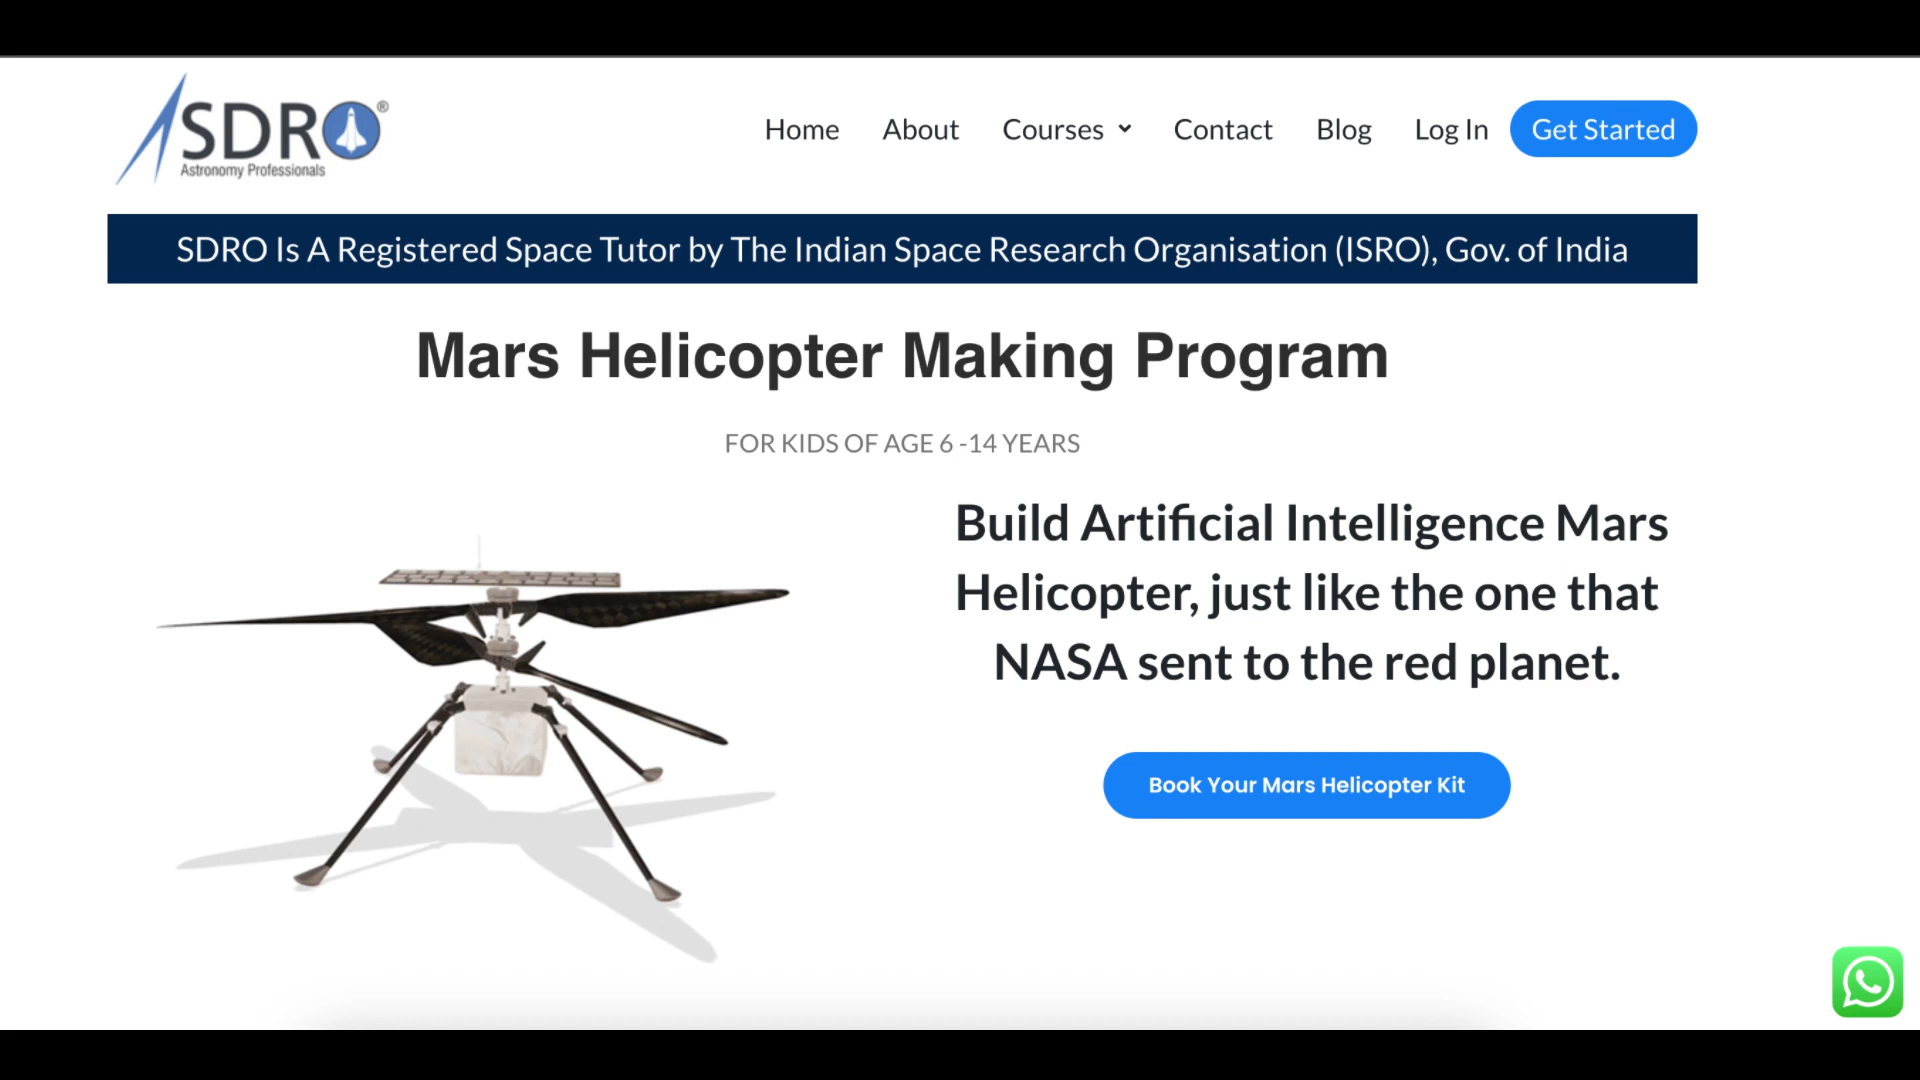 SDRO®
Astronomy Professionals
Home About Courses Contact Blog Log In Get Started
SDRO Is A Registered Space Tutor by The Indian Space Research Organisation (ISRO), Gov. of India
Mars Helicopter Making Program
FOR KIDS OF AGE 6 -14 YEARS
Build Artificial Intelligence Mars
Helicopter, just like the one that
NASA sent to the red planet.
Book Your Mars Helicopter Kit